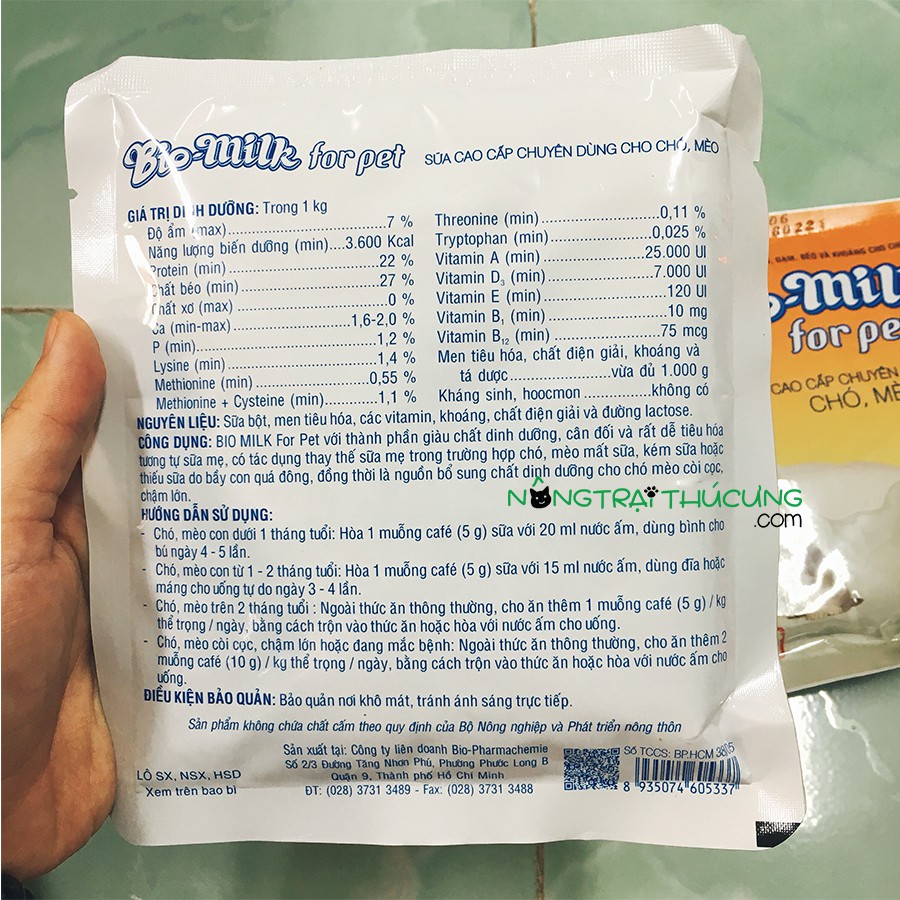 Bio-Milk for pet SỮA CAO CẤP CHUYÊN DÙNG CHO CHÓ, MÈO
GIÁ TRỊ DINH DƯỠNG: Trong 1 kg
Độ ẩm (max)....................7 %
Năng lượng biến dưỡng (min)....3.600 Kcal
Protein (min)....................22 %
Chất béo (min)....................27 %
Chất xơ (max)....................0 %
Ca (min-max)....................1,6-2,0 %
P (min)....................1,2 %
Lysine (min)....................1,4 %
Methionine (min)....................0,55 %
Methionine + Cysteine (min)....................1,1 %
Threonine (min)....................0,11 %
Tryptophan (min)....................0,025 %
Vitamin A (min)....................25.000 UI
Vitamin D3 (min)....................7.000 UI
Vitamin E (min)....................120 UI
Vitamin B1 (min)....................10 mg
Vitamin B12 (min)....................75 mcg
Men tiêu hóa, chất điện giải, khoáng và
tá dược....................vừa đủ 1.000 g
Kháng sinh, hoocmon....................không có
NGUYÊN LIỆU: Sữa bột, men tiêu hóa, các vitamin, khoáng, chất điện giải và đường lactose.
CÔNG DỤNG: BIO MILK For Pet với thành phần giàu chất dinh dưỡng, cân đối và rất dễ tiêu hóa
tương tự sữa mẹ, có tác dụng thay thế sữa mẹ trong trường hợp chó, mèo mất sữa, kém sữa hoặc
thiếu sữa do bầy con quá đông, đồng thời là nguồn bổ sung chất dinh dưỡng cho chó mèo còi cọc,
chậm lớn.
NÔNGTRẠITHÚCƯNG
.com
HƯỚNG DẪN SỬ DỤNG:
- Chó, mèo con dưới 1 tháng tuổi: Hòa 1 muỗng café (5 g) sữa với 20 ml nước ấm, dùng bình cho
bú ngày 4 - 5 lần.
- Chó, mèo con từ 1 - 2 tháng tuổi: Hòa 1 muỗng café (5 g) sữa với 15 ml nước ấm, dùng đĩa hoặc
máng cho uống tự do ngày 3 - 4 lần.
- Chó, mèo trên 2 tháng tuổi : Ngoài thức ăn thông thường, cho ăn thêm 1 muỗng café (5 g) / kg
thể trọng / ngày, bằng cách trộn vào thức ăn hoặc hòa với nước ấm cho uống.
- Chó, mèo còi cọc, chậm lớn hoặc đang mắc bệnh: Ngoài thức ăn thông thường, cho ăn thêm 2
muỗng café (10 g) / kg thể trọng / ngày, bằng cách trộn vào thức ăn hoặc hòa với nước ấm cho
uống.
ĐIỀU KIỆN BẢO QUẢN: Bảo quản nơi khô mát, tránh ánh sáng trực tiếp.
Sản phẩm không chứa chất cấm theo quy định của Bộ Nông nghiệp và Phát triển nông thôn
LÔ SX, NSX, HSD
Xem trên bao bì
Sản xuất tại: Công ty liên doanh Bio-Pharmachemie
Số 2/3 Đường Tăng Nhơn Phú, Phường Phước Long B
Quận 9, Thành phố Hồ Chí Minh
ĐT: (028) 3731 3489 - Fax: (028) 3731 3488
Số TCCS: BP.HCM
8 935074 605337
for pe
CAO CẤP CHUYÊN
CHÓ, MÈ